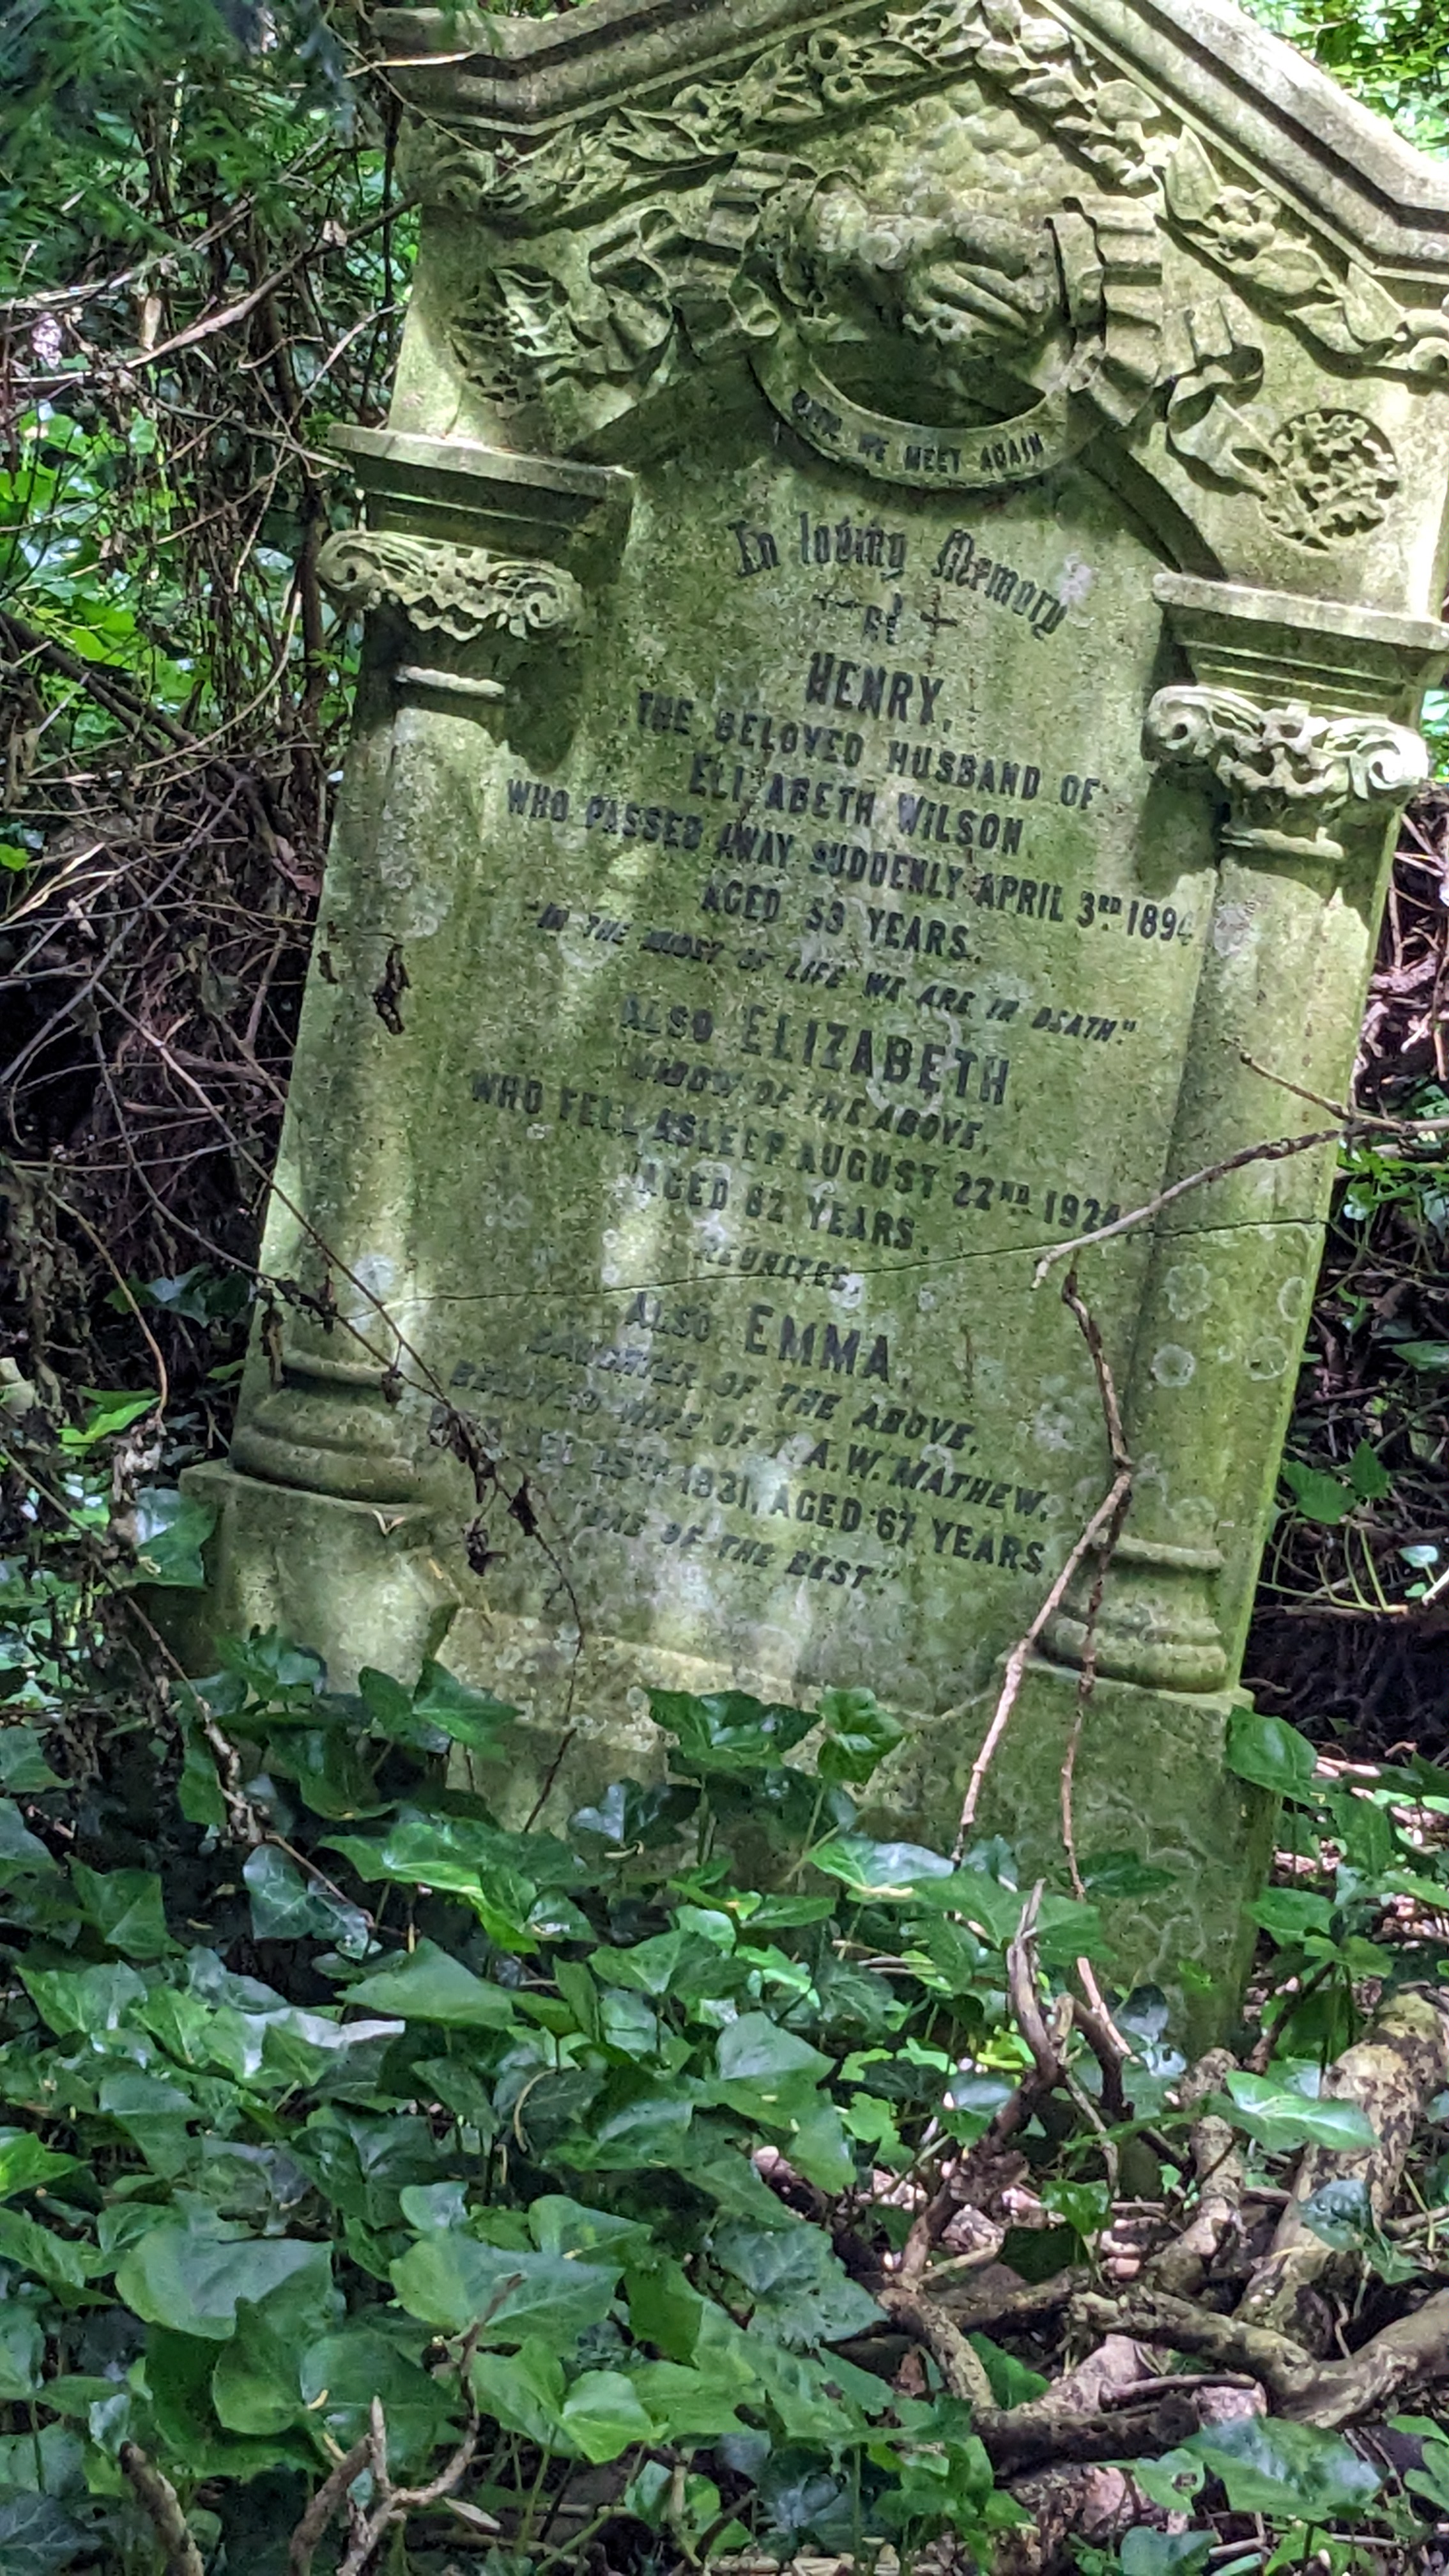 WE MEET AGAIN
In loving Memory
of
HENRY,
THE BELOVED HUSBAND OF
ELIZABETH WILSON
WHO PASSED AWAY SUDDENLY APRIL 3RD 1894
AGED 53 YEARS.
"IN THE MIDST OF LIFE WE ARE IN DEATH."
ALSO ELIZABETH
WIDOW OF THE ABOVE,
WHO FELL ASLEEP AUGUST 22ND
AGED 82 YEARS.
REUNITED.
ALSO EMMA,
DAUGHTER OF THE ABOVE,
BELOVED WIFE OF A.W. MATHEW.
25TH 1931, AGED 67 YEARS
"ONE OF THE BEST."